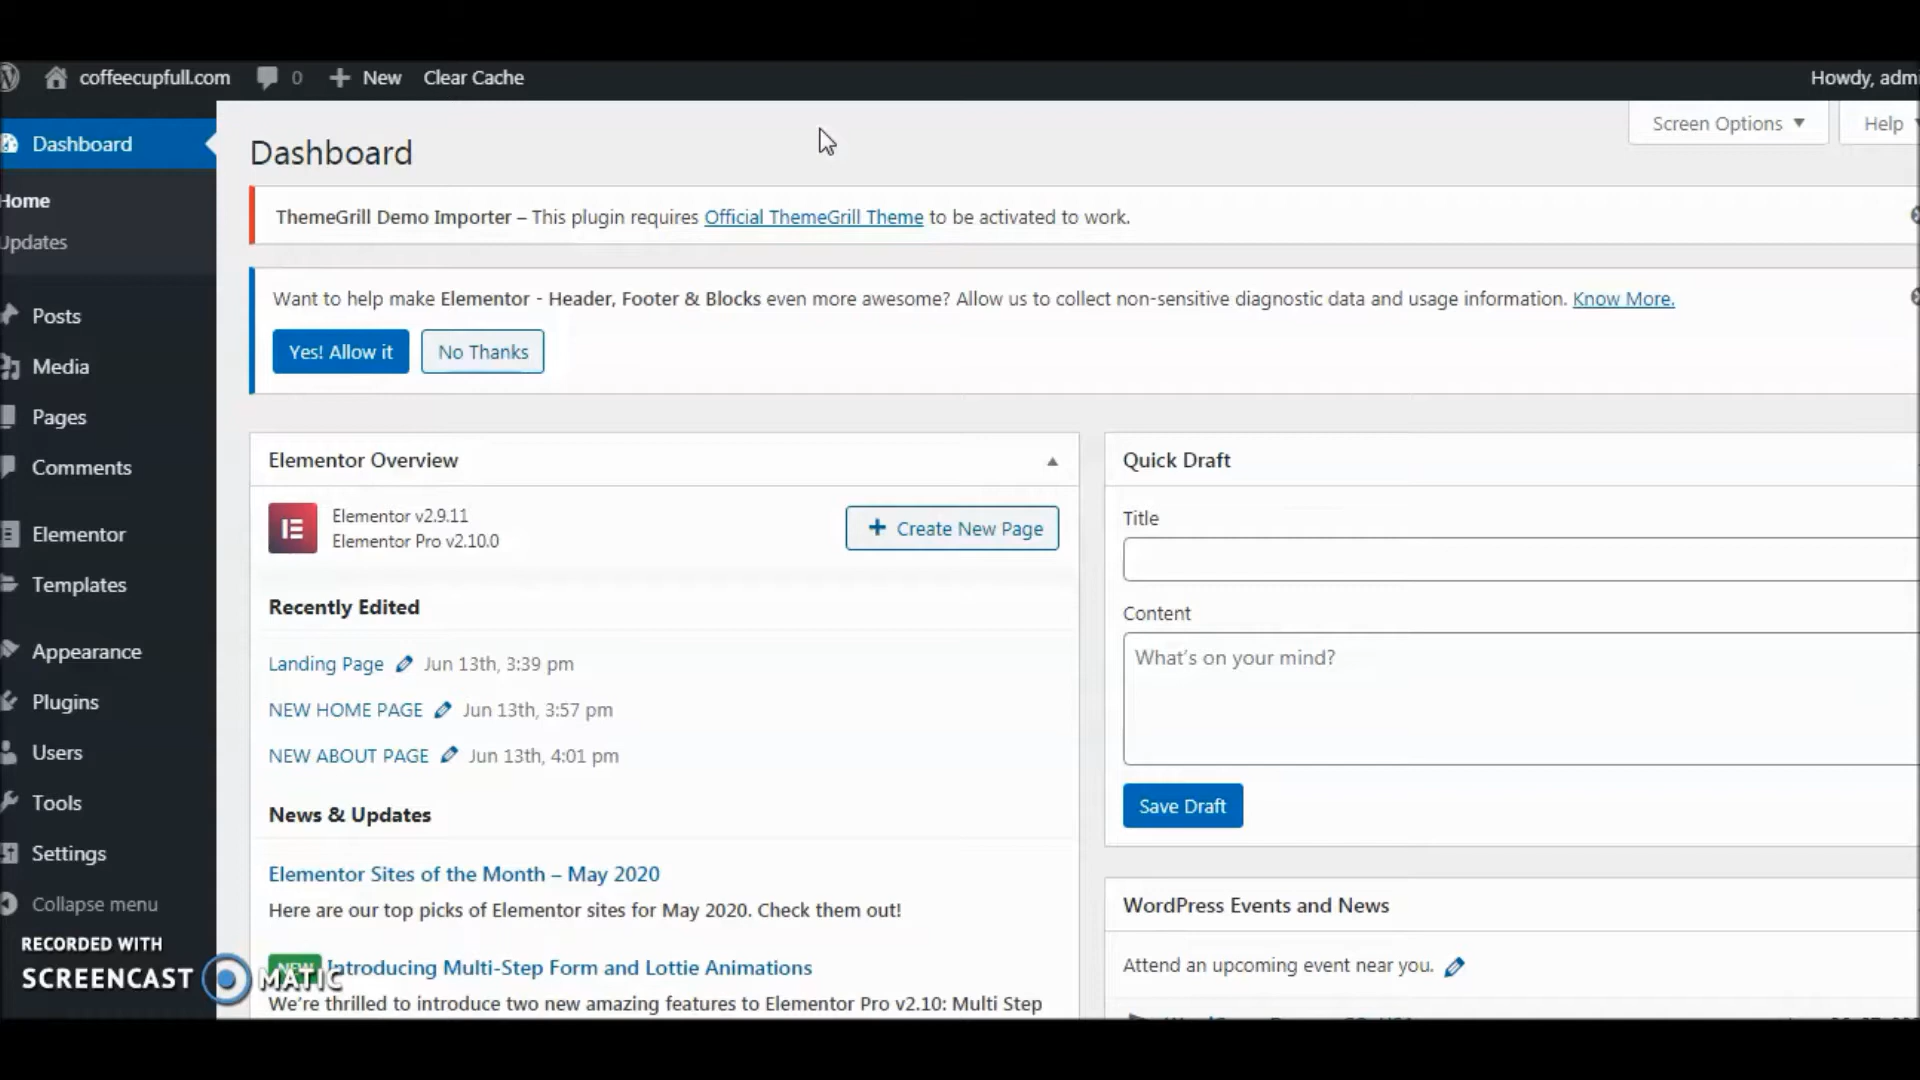 coffeecupfull.com 0 New Clear Cache Howdy, admi
Dashboard
Home
Updates
Posts
Media
Pages
Comments
Elementor
Templates
Appearance
Plugins
Users
Tools
Settings
Collapse menu
RECORDED WITH
SCREENCAST MATIC
Screen Options Help
Dashboard
ThemeGrill Demo Importer – This plugin requires Official ThemeGrill Theme to be activated to work.
Want to help make Elementor - Header, Footer & Blocks even more awesome? Allow us to collect non-sensitive diagnostic data and usage information. Know More.
Yes! Allow it No Thanks
Elementor Overview
Elementor v2.9.11
Elementor Pro v2.10.0
Create New Page
Recently Edited
Landing Page Jun 13th, 3:39 pm
NEW HOME PAGE Jun 13th, 3:57 pm
NEW ABOUT PAGE Jun 13th, 4:01 pm
News & Updates
Elementor Sites of the Month – May 2020
Here are our top picks of Elementor sites for May 2020. Check them out!
NEW Introducing Multi-Step Form and Lottie Animations
We're thrilled to introduce two new amazing features to Elementor Pro v2.10: Multi Step
Quick Draft
Title
Content
What's on your mind?
Save Draft
WordPress Events and News
Attend an upcoming event near you.